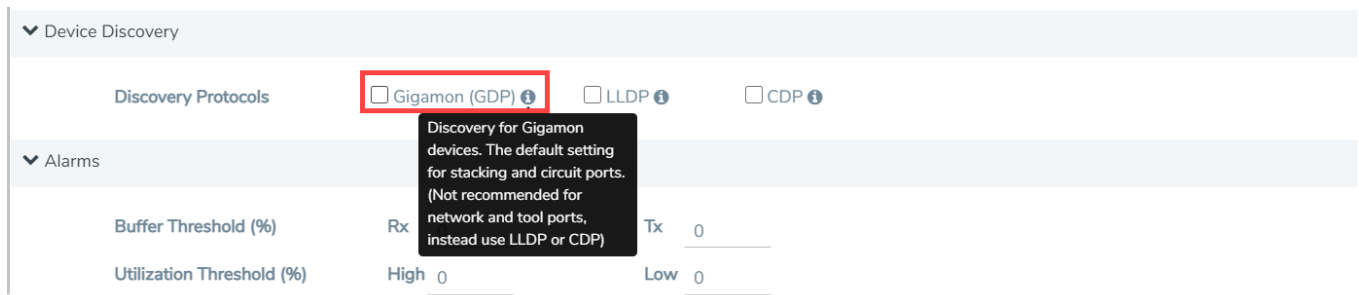 Device Discovery
Discovery Protocols Gigamon (GDP) LLDP CDP
Discovery for Gigamon
devices. The default setting
for stacking and circuit ports.
(Not recommended for
network and tool ports,
instead use LLDP or CDP)
Alarms
Buffer Threshold (%) Rx Tx 0
Utilization Threshold (%) High 0 Low 0